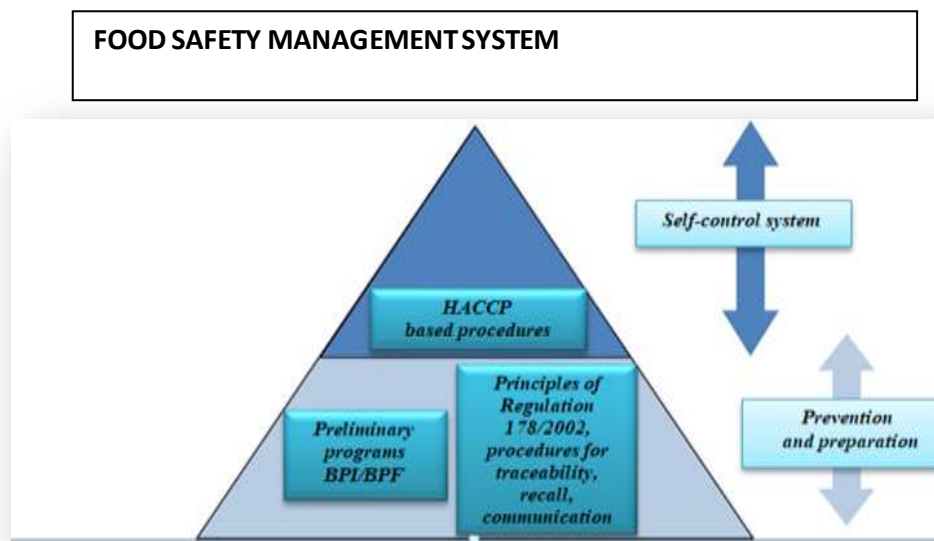 FOOD SAFETY MANAGEMENT SYSTEM
Self-control system
HACCP
based procedures
Preliminary
programs
BPI/BPF
Principles of
Regulation
178/2002,
procedures for
traceability,
recall,
communication
Prevention
and preparation